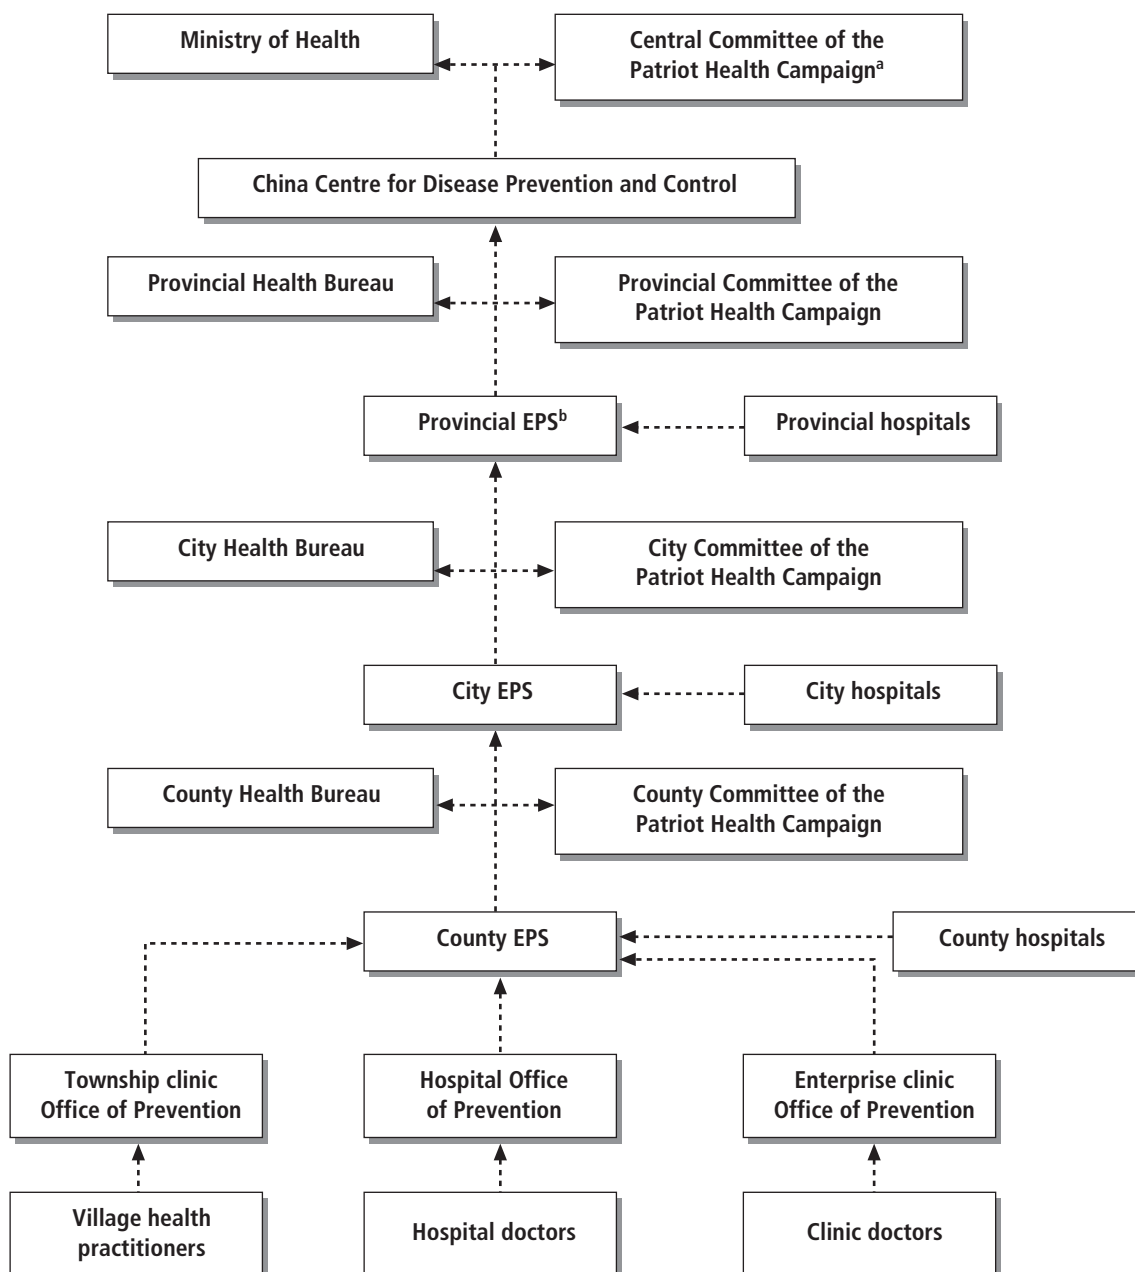 Ministry of Health
Central Committee of the
Patriot Health Campaignᵃ
China Centre for Disease Prevention and Control
Provincial Health Bureau
Provincial Committee of the
Patriot Health Campaign
Provincial EPSᵇ
Provincial hospitals
City Health Bureau
City Committee of the
Patriot Health Campaign
City EPS
City hospitals
County Health Bureau
County Committee of the
Patriot Health Campaign
County EPS
County hospitals
Township clinic
Office of Prevention
Hospital Office
of Prevention
Enterprise clinic
Office of Prevention
Village health
practitioners
Hospital doctors
Clinic doctors